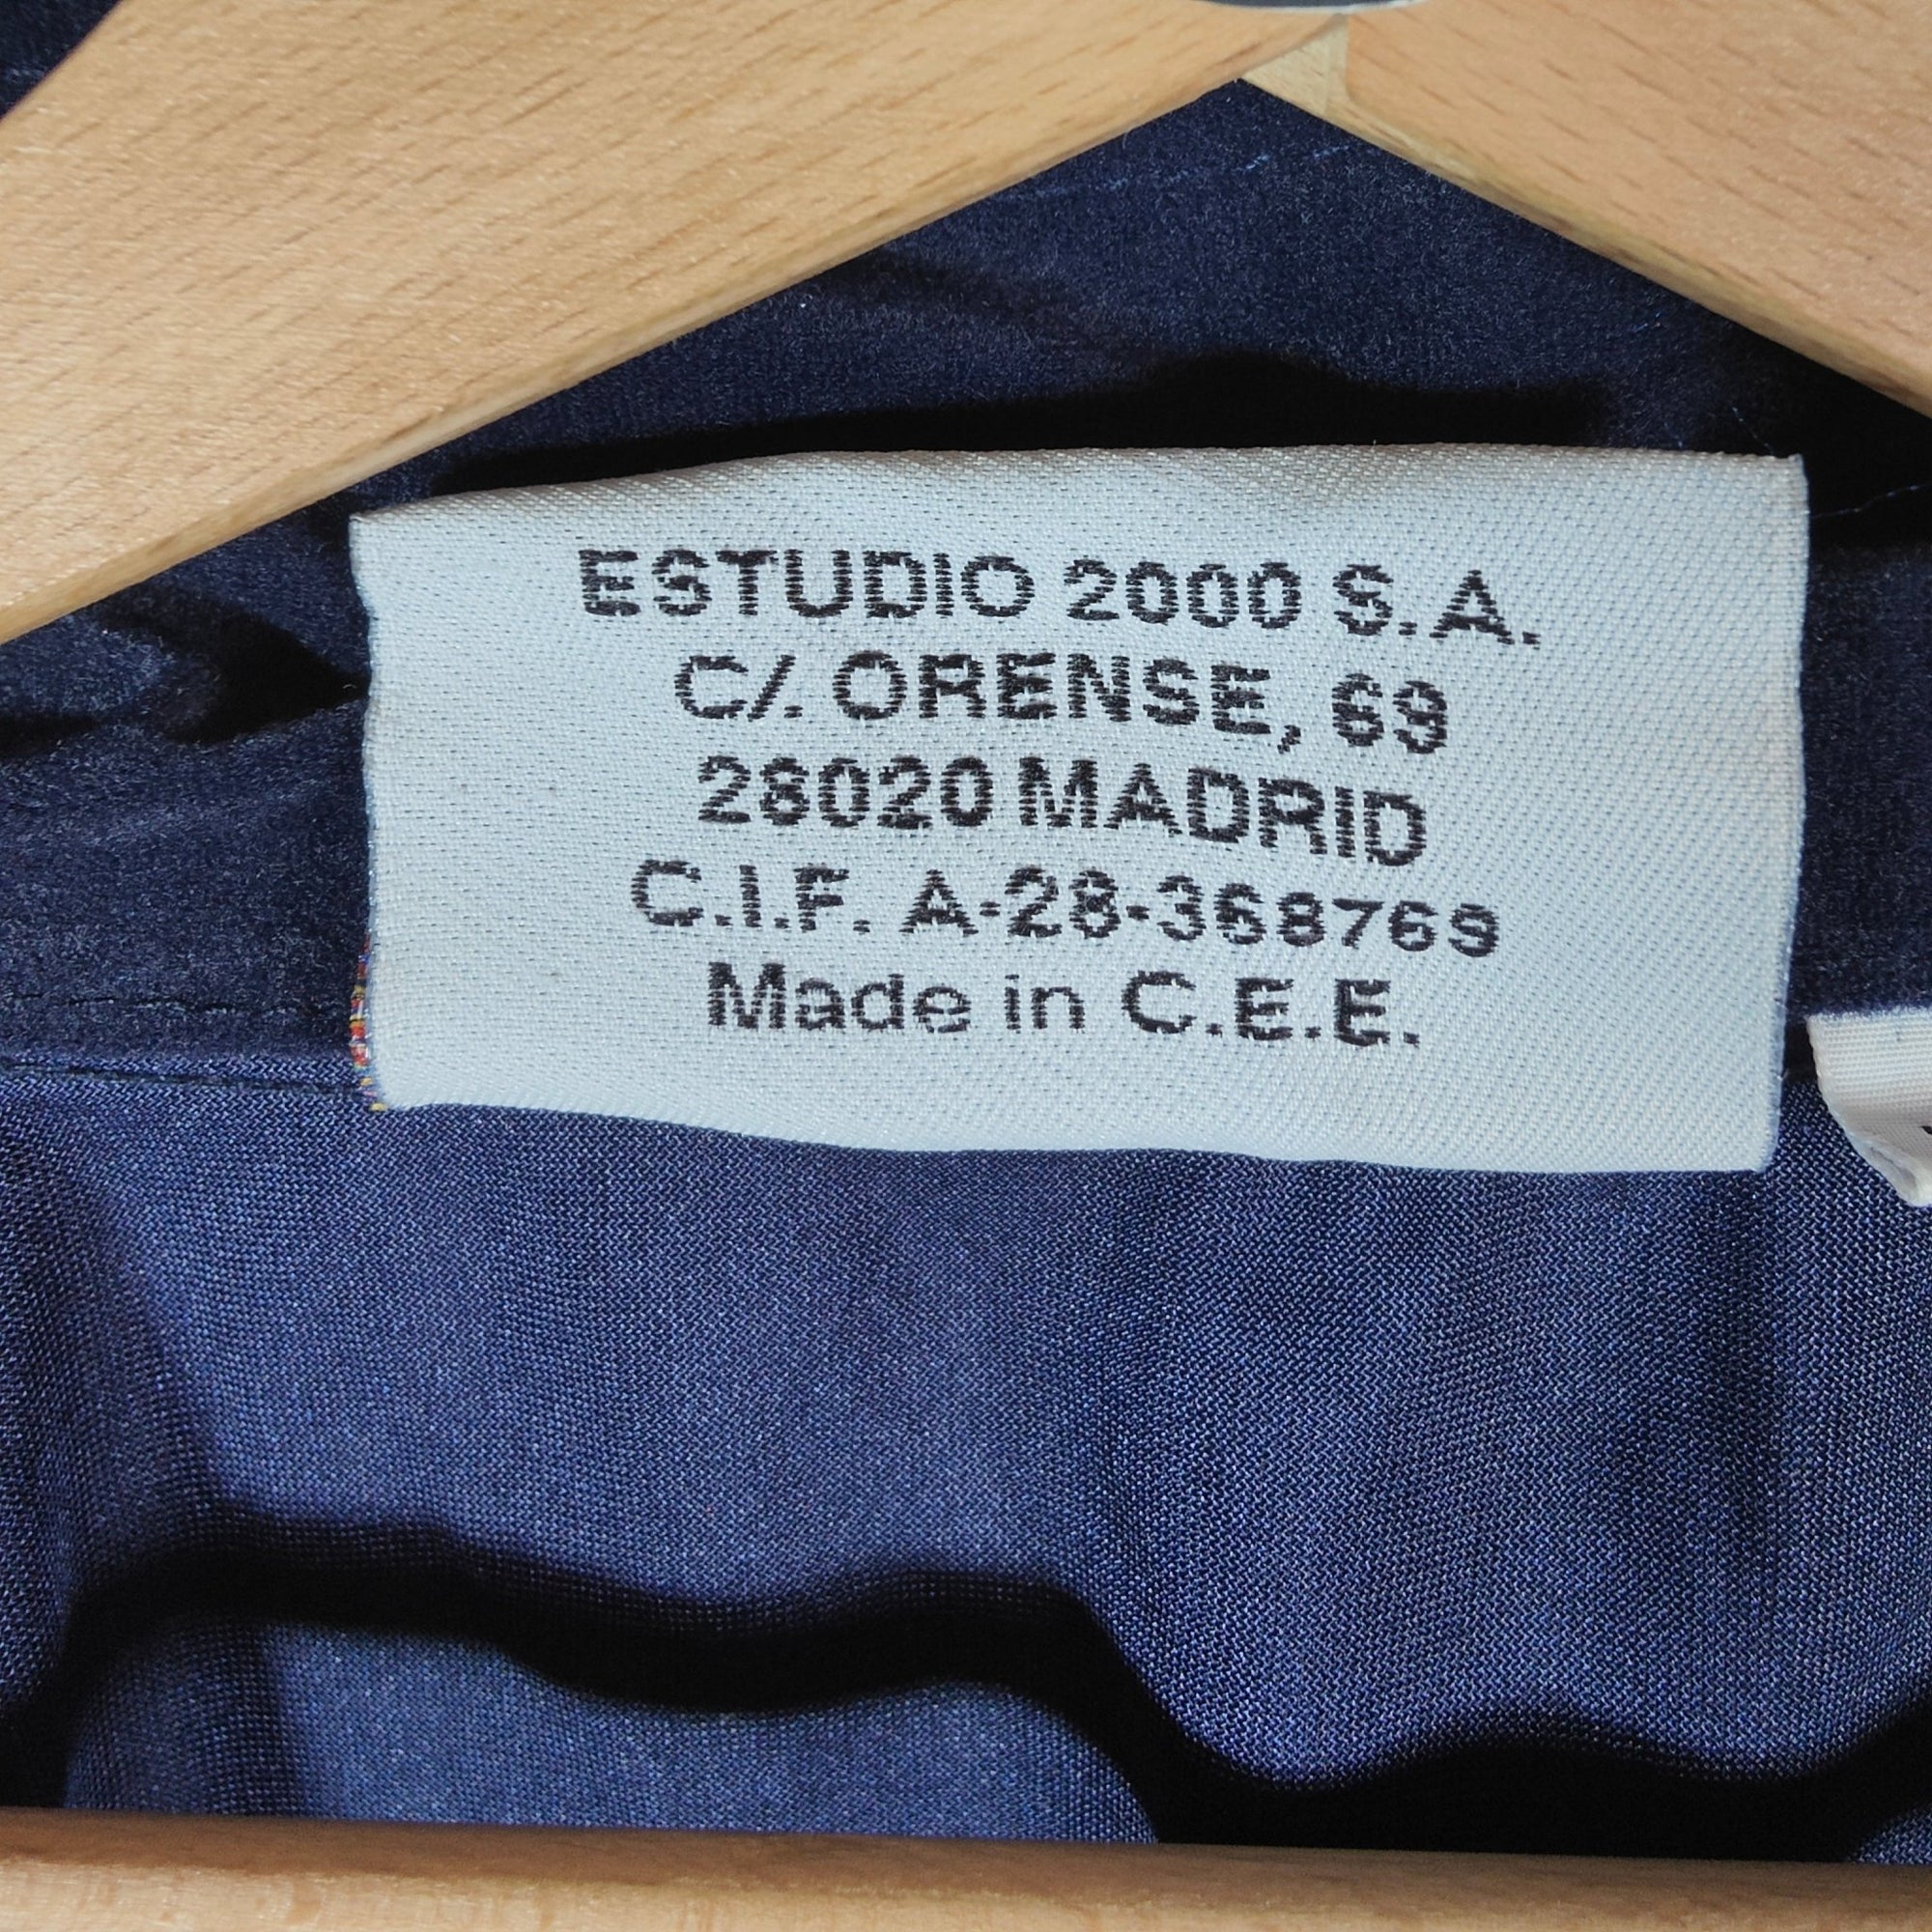 ESTUDIO 2000 S.A.
C/. ORENSE, 69
28020 MADRID
C.I.F. A-28-368769
Made in C.E.E.